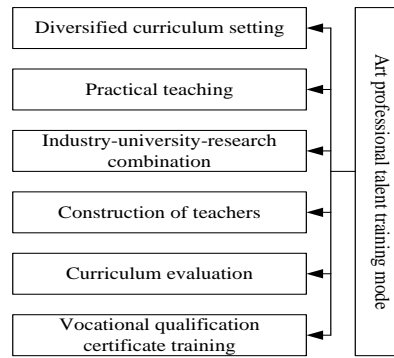 Diversified curriculum setting
Practical teaching
Industry-university-research
combination
Construction of teachers
Curriculum evaluation
Vocational qualification
certificate training
Art professional talent training mode